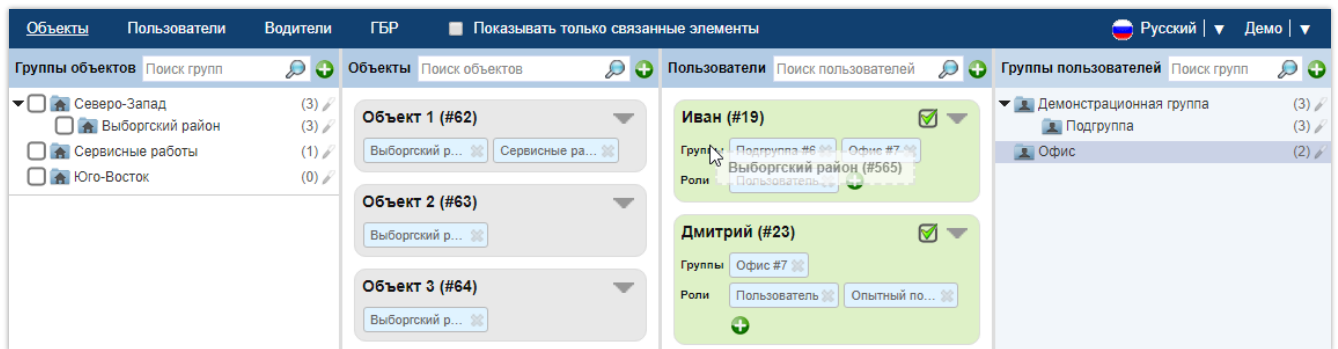 Объекты Пользователи Водители ГБР Показывать только связанные элементы Русский | ▼ Демо | ▼
Группы объектов Поиск групп
Северо-Запад (3)
Выборгский район (3)
Сервисные работы (1)
Юго-Восток (0)
Объекты Поиск объектов
Объект 1 (#62)
Выборгский р... Сервисные ра...
Объект 2 (#63)
Выборгский р...
Объект 3 (#64)
Выборгский р...
Пользователи Поиск пользователей
Иван (#19)
Группы Подгруппа #6 Офис #7
Выборгский район (#565)
Роли Пользователь
Дмитрий (#23)
Группы Офис #7
Роли Пользователь Опытный по...
Группы пользователей Поиск групп
Демонстрационная группа (3)
Подгруппа (3)
Офис (2)